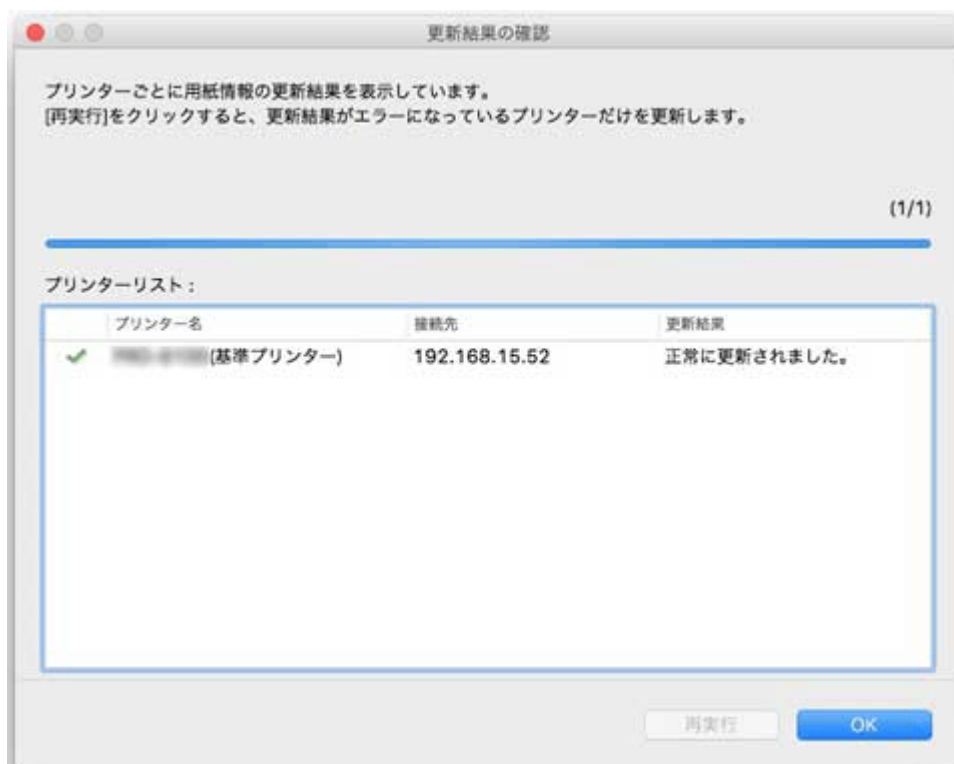 更新結果の確認
プリンターごとに用紙情報の更新結果を表示しています。
[再実行]をクリックすると、更新結果がエラーになっているプリンターだけを更新します。
(1/1)
プリンターリスト：
プリンター名 接続先 更新結果
(基準プリンター) 192.168.15.52 正常に更新されました。
再実行 OK